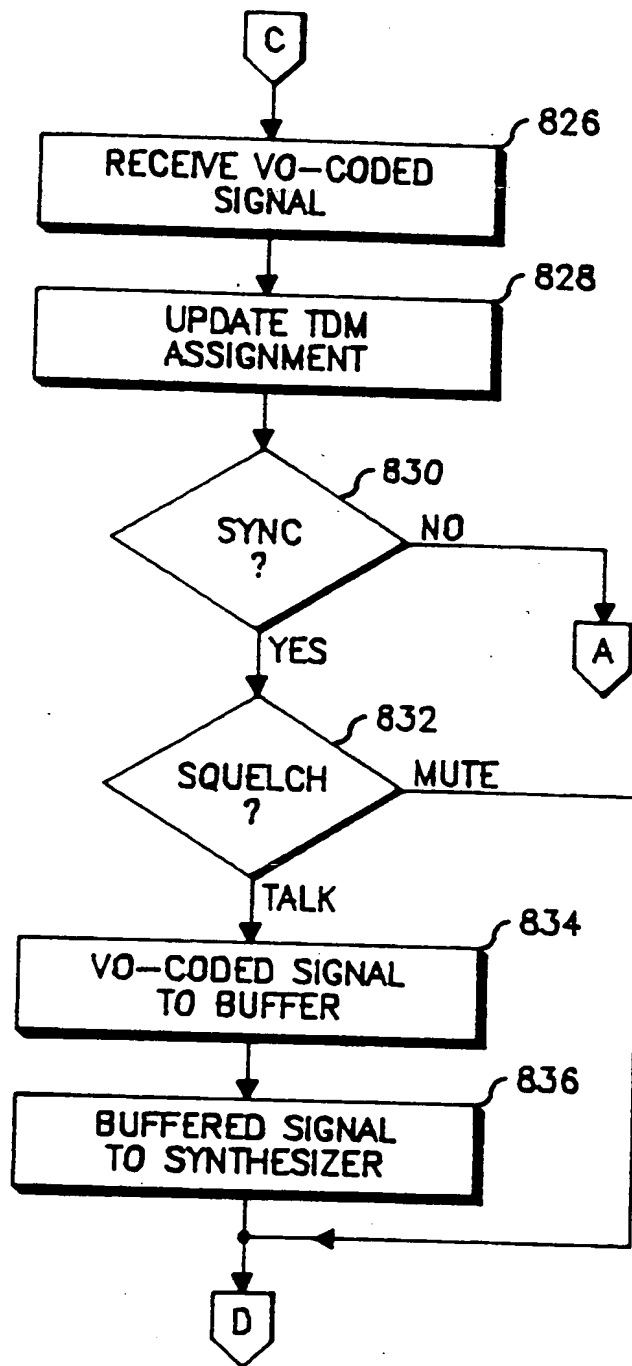 C
826
RECEIVE VO-CODED
SIGNAL
828
UPDATE TDM
ASSIGNMENT
830
SYNC
?
NO
A
YES
832
SQUELCH
?
MUTE
TALK
834
VO-CODED SIGNAL
TO BUFFER
836
BUFFERED SIGNAL
TO SYNTHESIZER
D